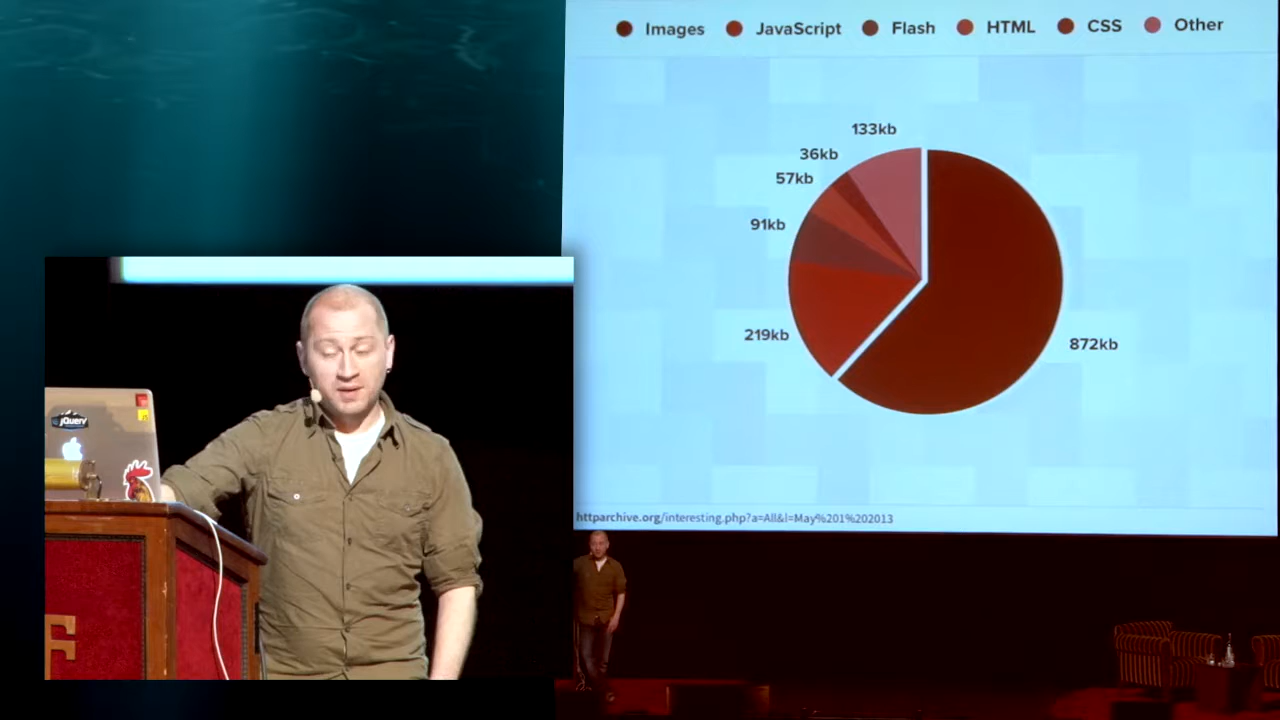 Images JavaScript Flash HTML CSS Other
133kb
36kb
57kb
91kb
219kb
872kb
httparchive.org/interesting.php?a=All&l=May%201%202013
jQuery
F